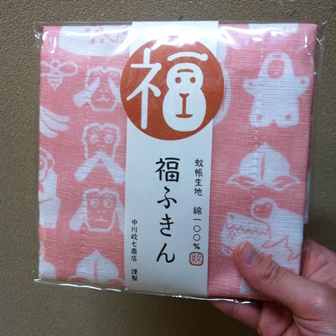 福
福ふきん
蚊帳生地 綿一〇〇%
中川政七商店 謹製